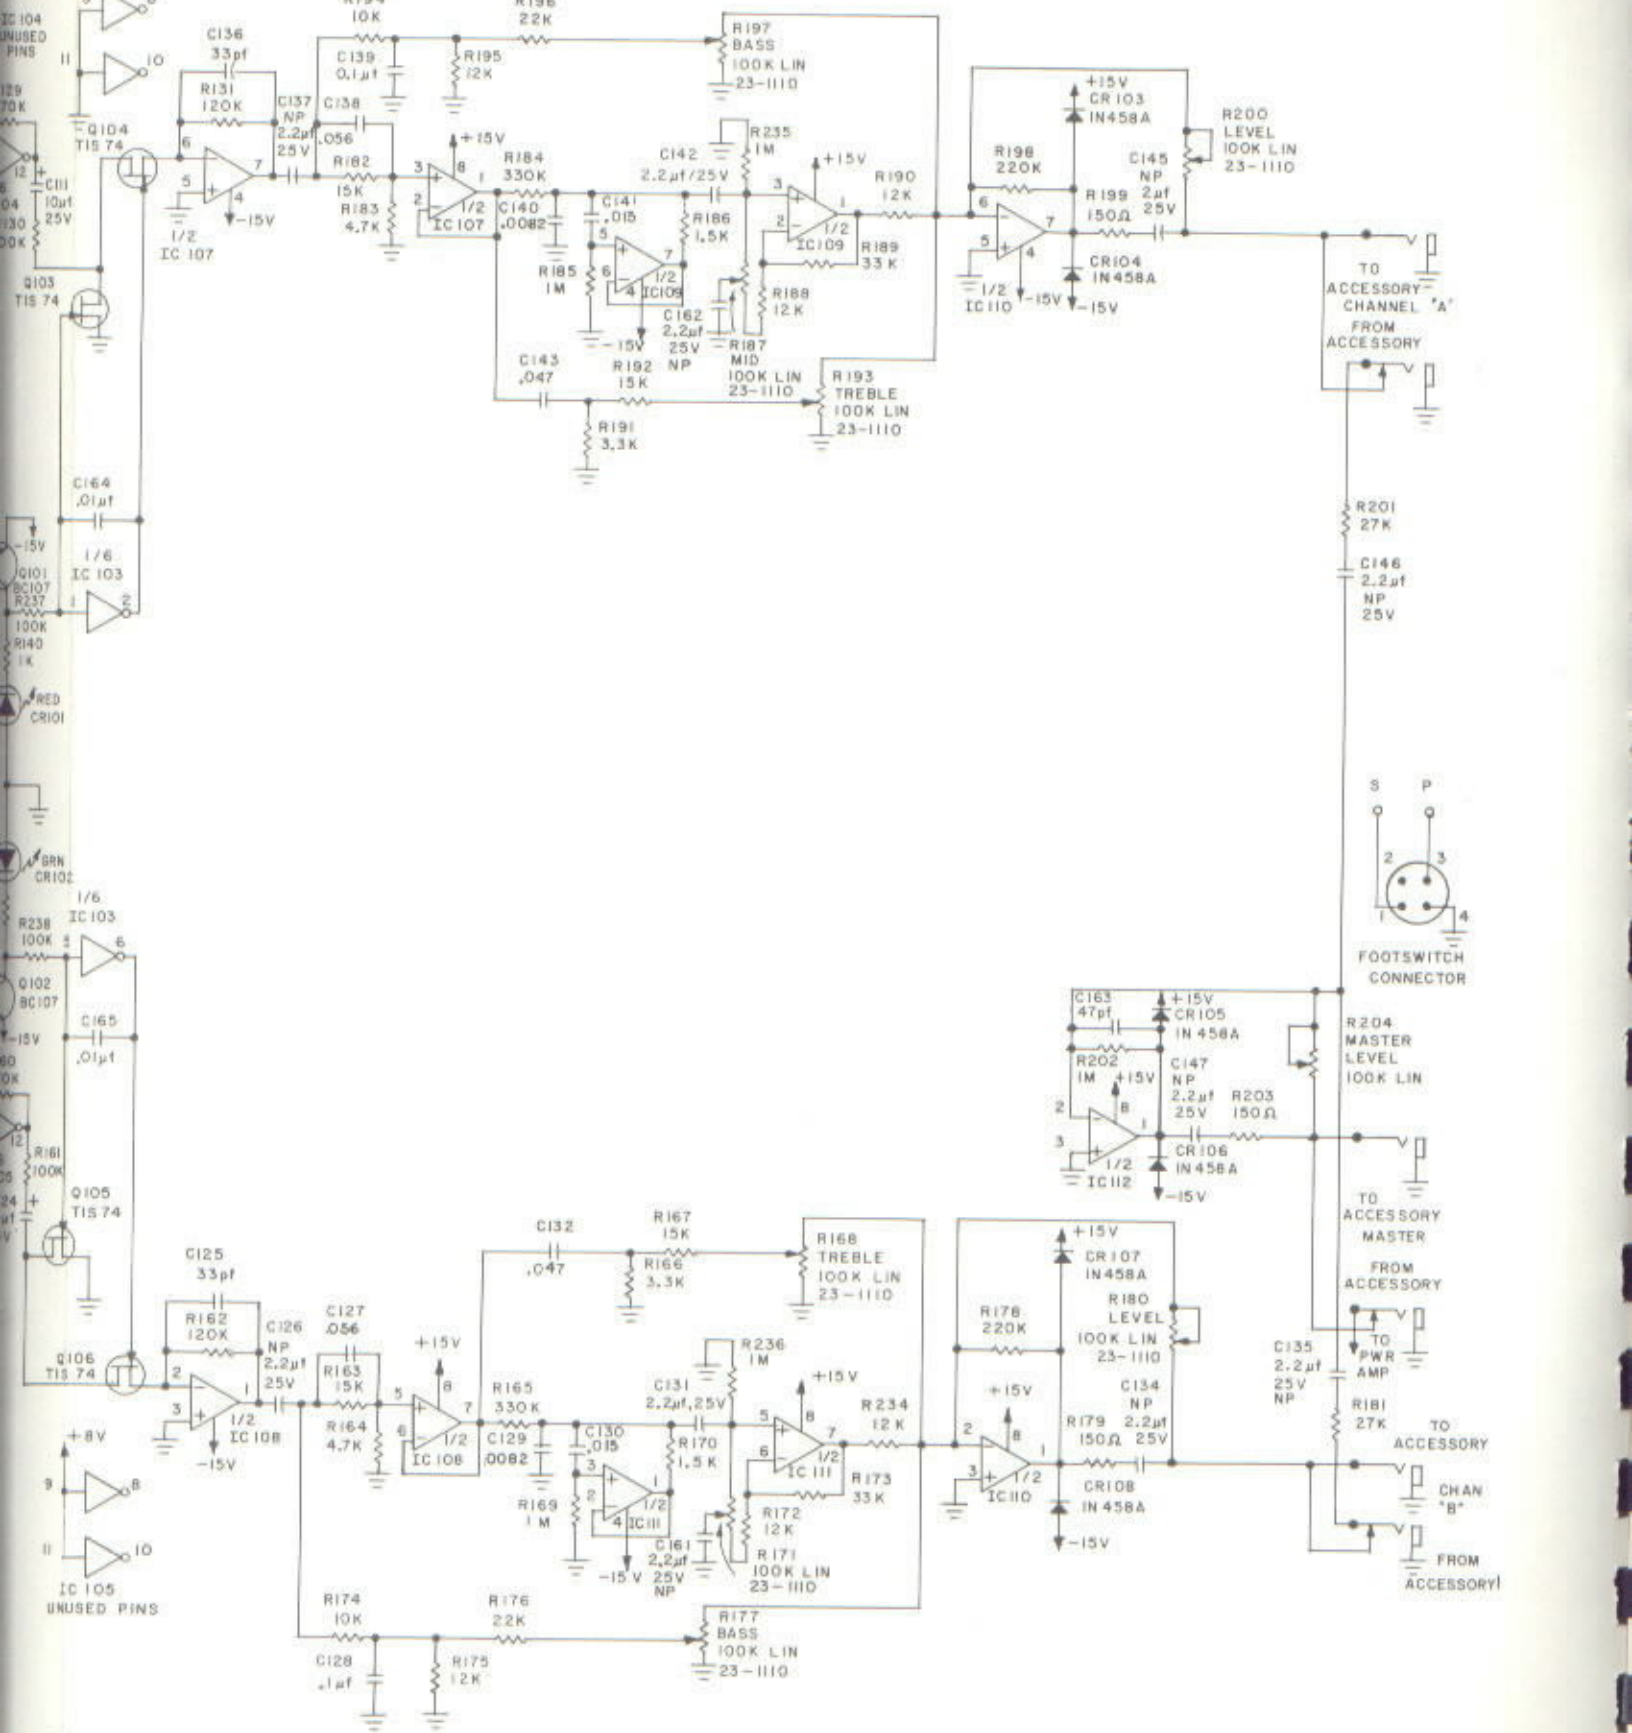 IC 104
UNUSED
PINS
11
10
C136
33pf
R131
120K
10K
R196
22K
C139
0.1µf
R195
12K
R197
BASS
100K LIN
23-1110
C137
NP
2.2µf
25V
C138
.056
Q104
TIS 74
6
5
7
4
-15V
1/2
IC 107
12
C111
10µf
25V
Q103
TIS 74
R182
15K
R183
4.7K
+15V
3
8
2
1
1/2
IC107
R184
330K
C140
.0082
C141
.015
R185
1M
5
6
7
4
1/2
IC109
-15V
C142
2.2µf/25V
R186
1.5K
R235
1M
+15V
3
2
1
1/2
IC109
R190
12K
R189
33K
R188
12K
C162
2.2µf
25V
NP
R187
MID
100K LIN
23-1110
C143
.047
R192
15K
R191
3.3K
R193
TREBLE
100K LIN
23-1110
+15V
CR103
IN458A
R198
220K
6
5
7
4
1/2
IC110
-15V
R199
150Ω
C145
NP
2µf
25V
CR104
IN458A
-15V
R200
LEVEL
100K LIN
23-1110
TO
ACCESSORY
CHANNEL "A"
FROM
ACCESSORY
C164
.01µf
-15V
1/6
IC 103
Q101
BC107
R237
100K
1
2
R140
1K
RED
CR101
R201
27K
C146
2.2µf
NP
25V
GRN
CR102
S
P
2
3
1
4
FOOTSWITCH
CONNECTOR
1/6
IC103
R238
100K
6
Q102
BC107
-15V
C165
.01µf
C163
47pf
+15V
CR105
IN 458A
R202
1M
+15V
C147
NP
2.2µf
25V
R203
150Ω
2
3
8
1
1/2
IC112
CR106
IN458A
-15V
R204
MASTER
LEVEL
100K LIN
TO
ACCESSORY
MASTER
FROM
ACCESSORY
TO
PWR
AMP
12
R161
100K
Q105
TIS74
C125
33pf
R162
120K
C126
NP
2.2µf
25V
Q106
TIS 74
2
3
1
1/2
IC108
-15V
C127
.056
R163
15K
R164
4.7K
C132
.047
R167
15K
R166
3.3K
R168
TREBLE
100K LIN
23-1110
+15V
5
8
6
7
1/2
IC108
R165
330K
C129
.0082
C130
.015
R169
1M
3
2
1
4
1/2
IC111
-15V
C131
2.2µf,25V
R170
1.5K
R236
1M
+15V
5
8
6
7
1/2
IC111
R234
12K
R173
33K
R172
12K
C161
2.2µf
25V
NP
R171
100K LIN
23-1110
+15V
CR107
IN458A
R178
220K
R180
LEVEL
100K LIN
23-1110
+15V
2
8
3
1
1/2
IC110
R179
150Ω
C134
NP
2.2µf
25V
CR108
IN 458A
-15V
C135
2.2µf
25V
NP
R181
27K
TO
ACCESSORY
CHAN
"B"
FROM
ACCESSORY
+8V
9
8
11
10
IC 105
UNUSED PINS
R174
10K
C128
.1µf
R176
22K
R175
12K
R177
BASS
100K LIN
23-1110